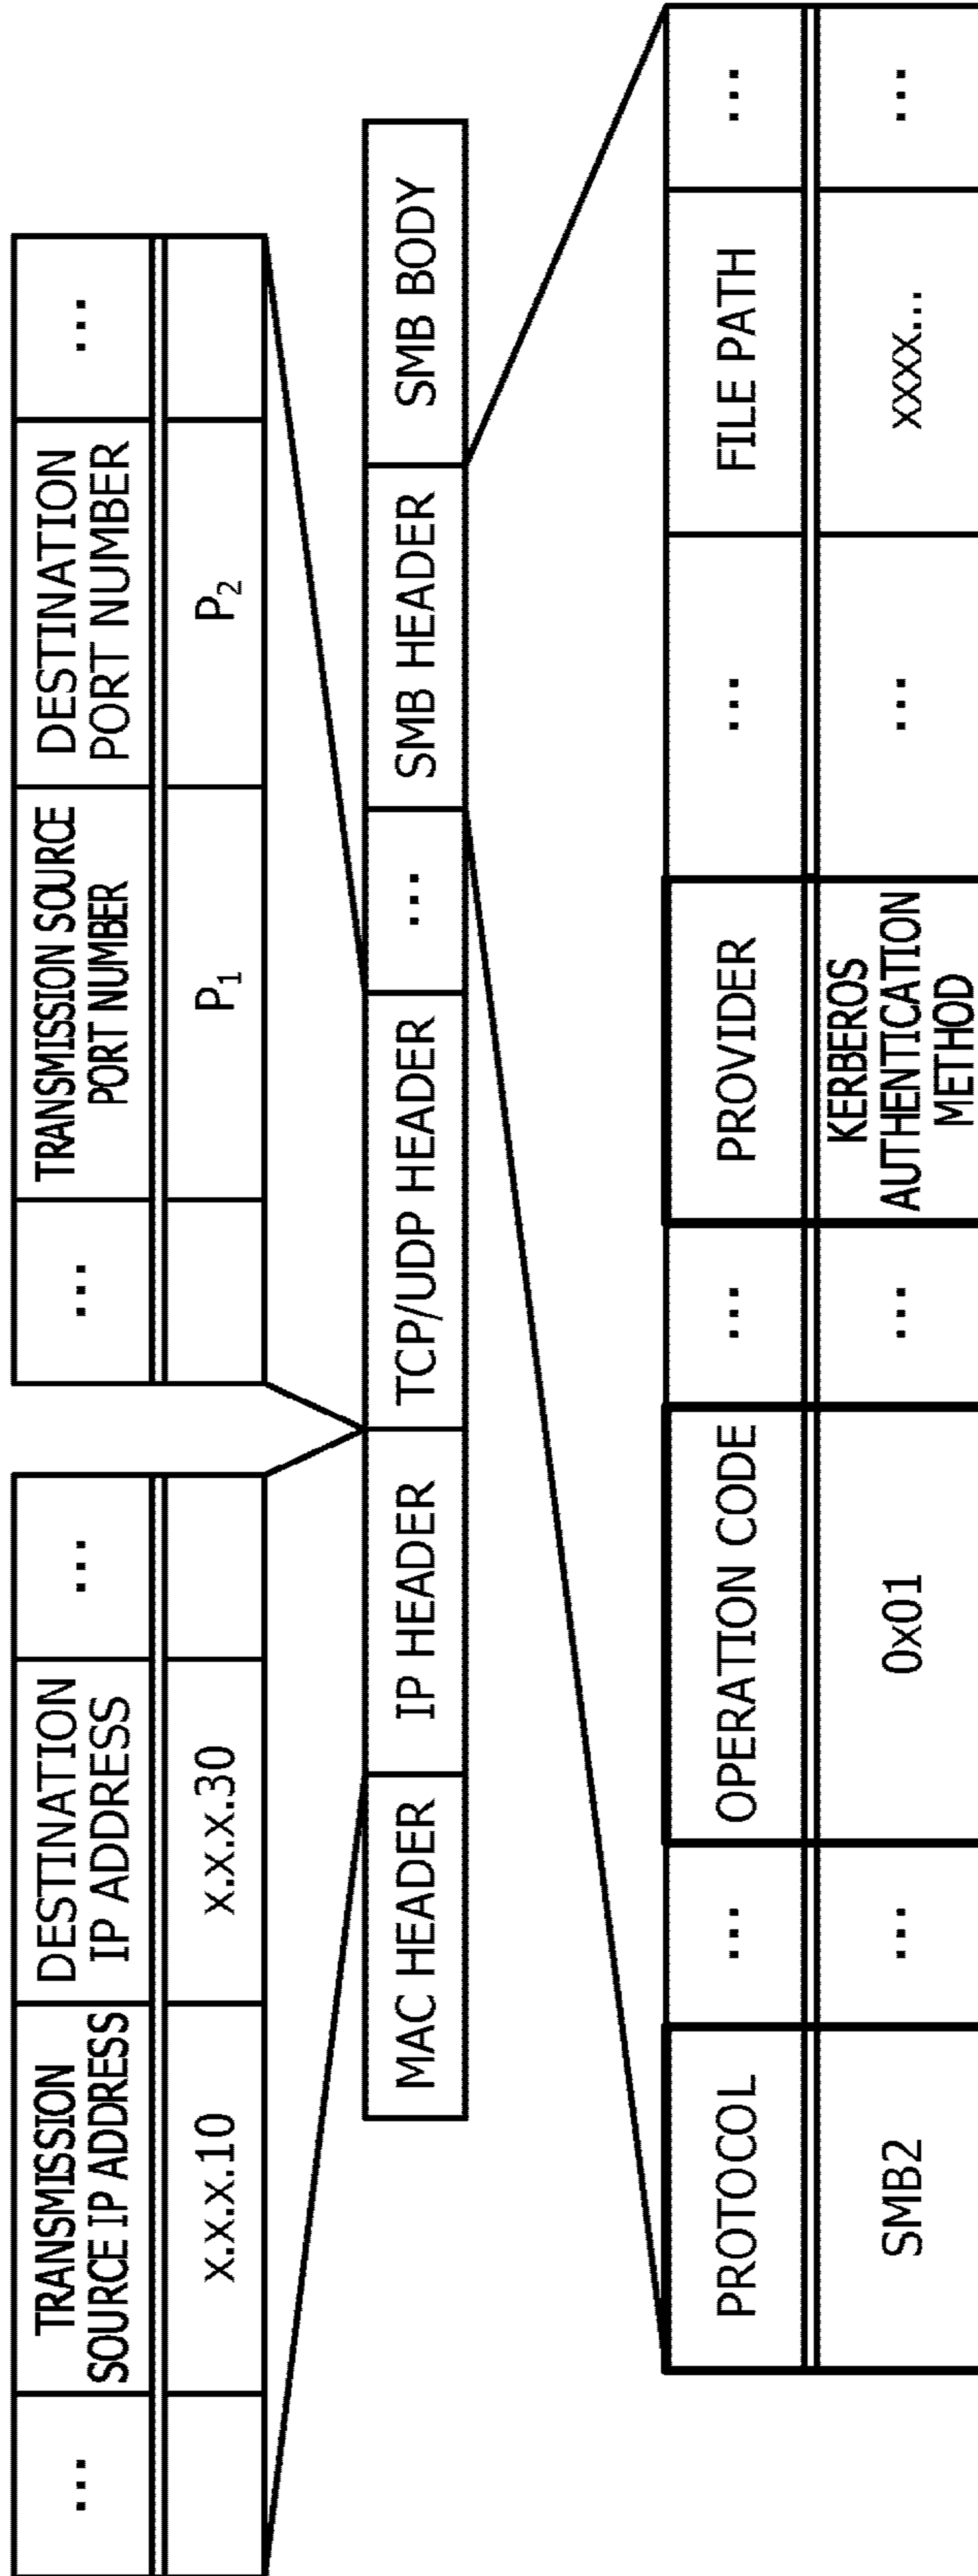 ...
TRANSMISSION
SOURCE IP ADDRESS
DESTINATION
IP ADDRESS
...
x.x.x.10
x.x.x.30
...
TRANSMISSION SOURCE
PORT NUMBER
DESTINATION
PORT NUMBER
...
P₁
P₂
MAC HEADER
IP HEADER
TCP/UDP HEADER
...
SMB HEADER
SMB BODY
PROTOCOL
...
OPERATION CODE
...
PROVIDER
...
FILE PATH
...
SMB2
...
0x01
...
KERBEROS
AUTHENTICATION
METHOD
...
xxxx...
...